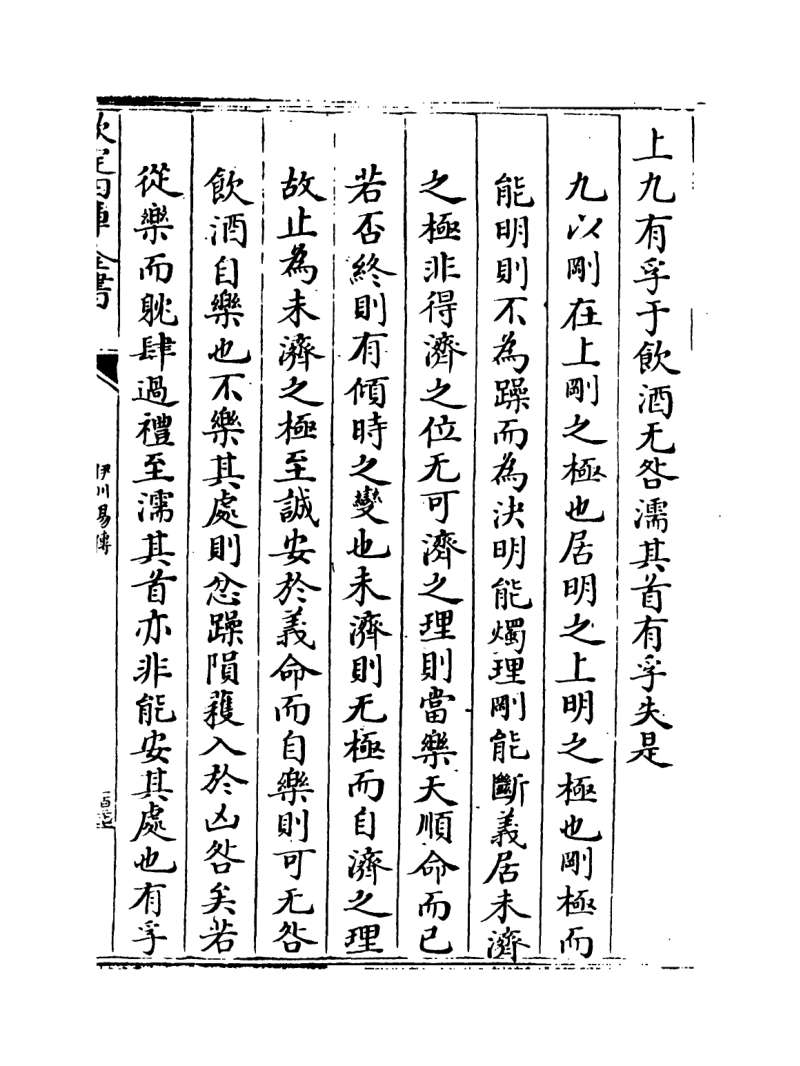 上九有孚于飲酒无咎濡其首有孚失是
九以剛在上剛之極也居明之上明之極也剛極而
能明則不為躁而為決明能燭理剛能斷義居未濟
之極非得濟之位无可濟之理則當樂天順命而已
若否終則有傾時之變也未濟則无極而自濟之理
故止為未濟之極至誠安於義命而自樂則可无咎
飲酒自樂也不樂其處則忿躁隕穫入於凶咎矣若
從樂而眺肆過禮至濡其首亦非能安其處也有孚
欽定四庫全書
伊川易傳